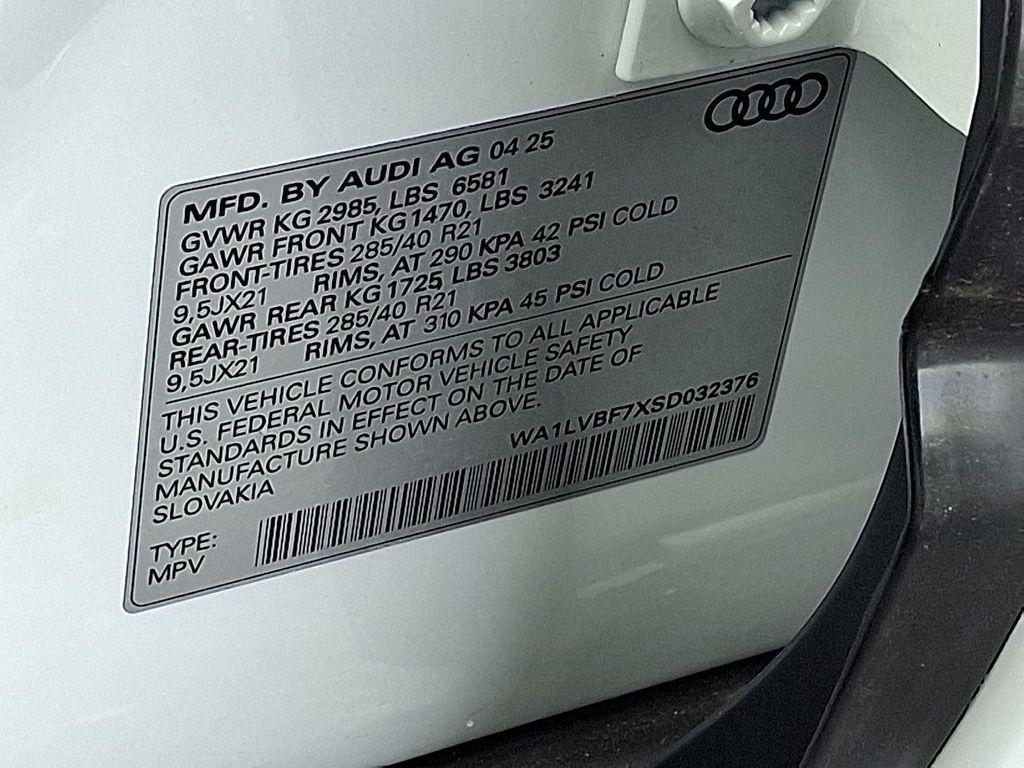 MFD. BY AUDI AG 04 25
GVWR KG 2985, LBS 6581
GAWR FRONT KG 1470, LBS 3241
FRONT-TIRES 285/40 R21
9,5JX21 RIMS, AT 290 KPA 42 PSI COLD
GAWR REAR KG 1725, LBS 3803
REAR-TIRES 285/40 R21
9,5JX21 RIMS, AT 310 KPA 45 PSI COLD
THIS VEHICLE CONFORMS TO ALL APPLICABLE
U.S. FEDERAL MOTOR VEHICLE SAFETY
STANDARDS IN EFFECT ON THE DATE OF
MANUFACTURE SHOWN ABOVE.
SLOVAKIA
WA1LVBF7XSD032376
TYPE:
MPV